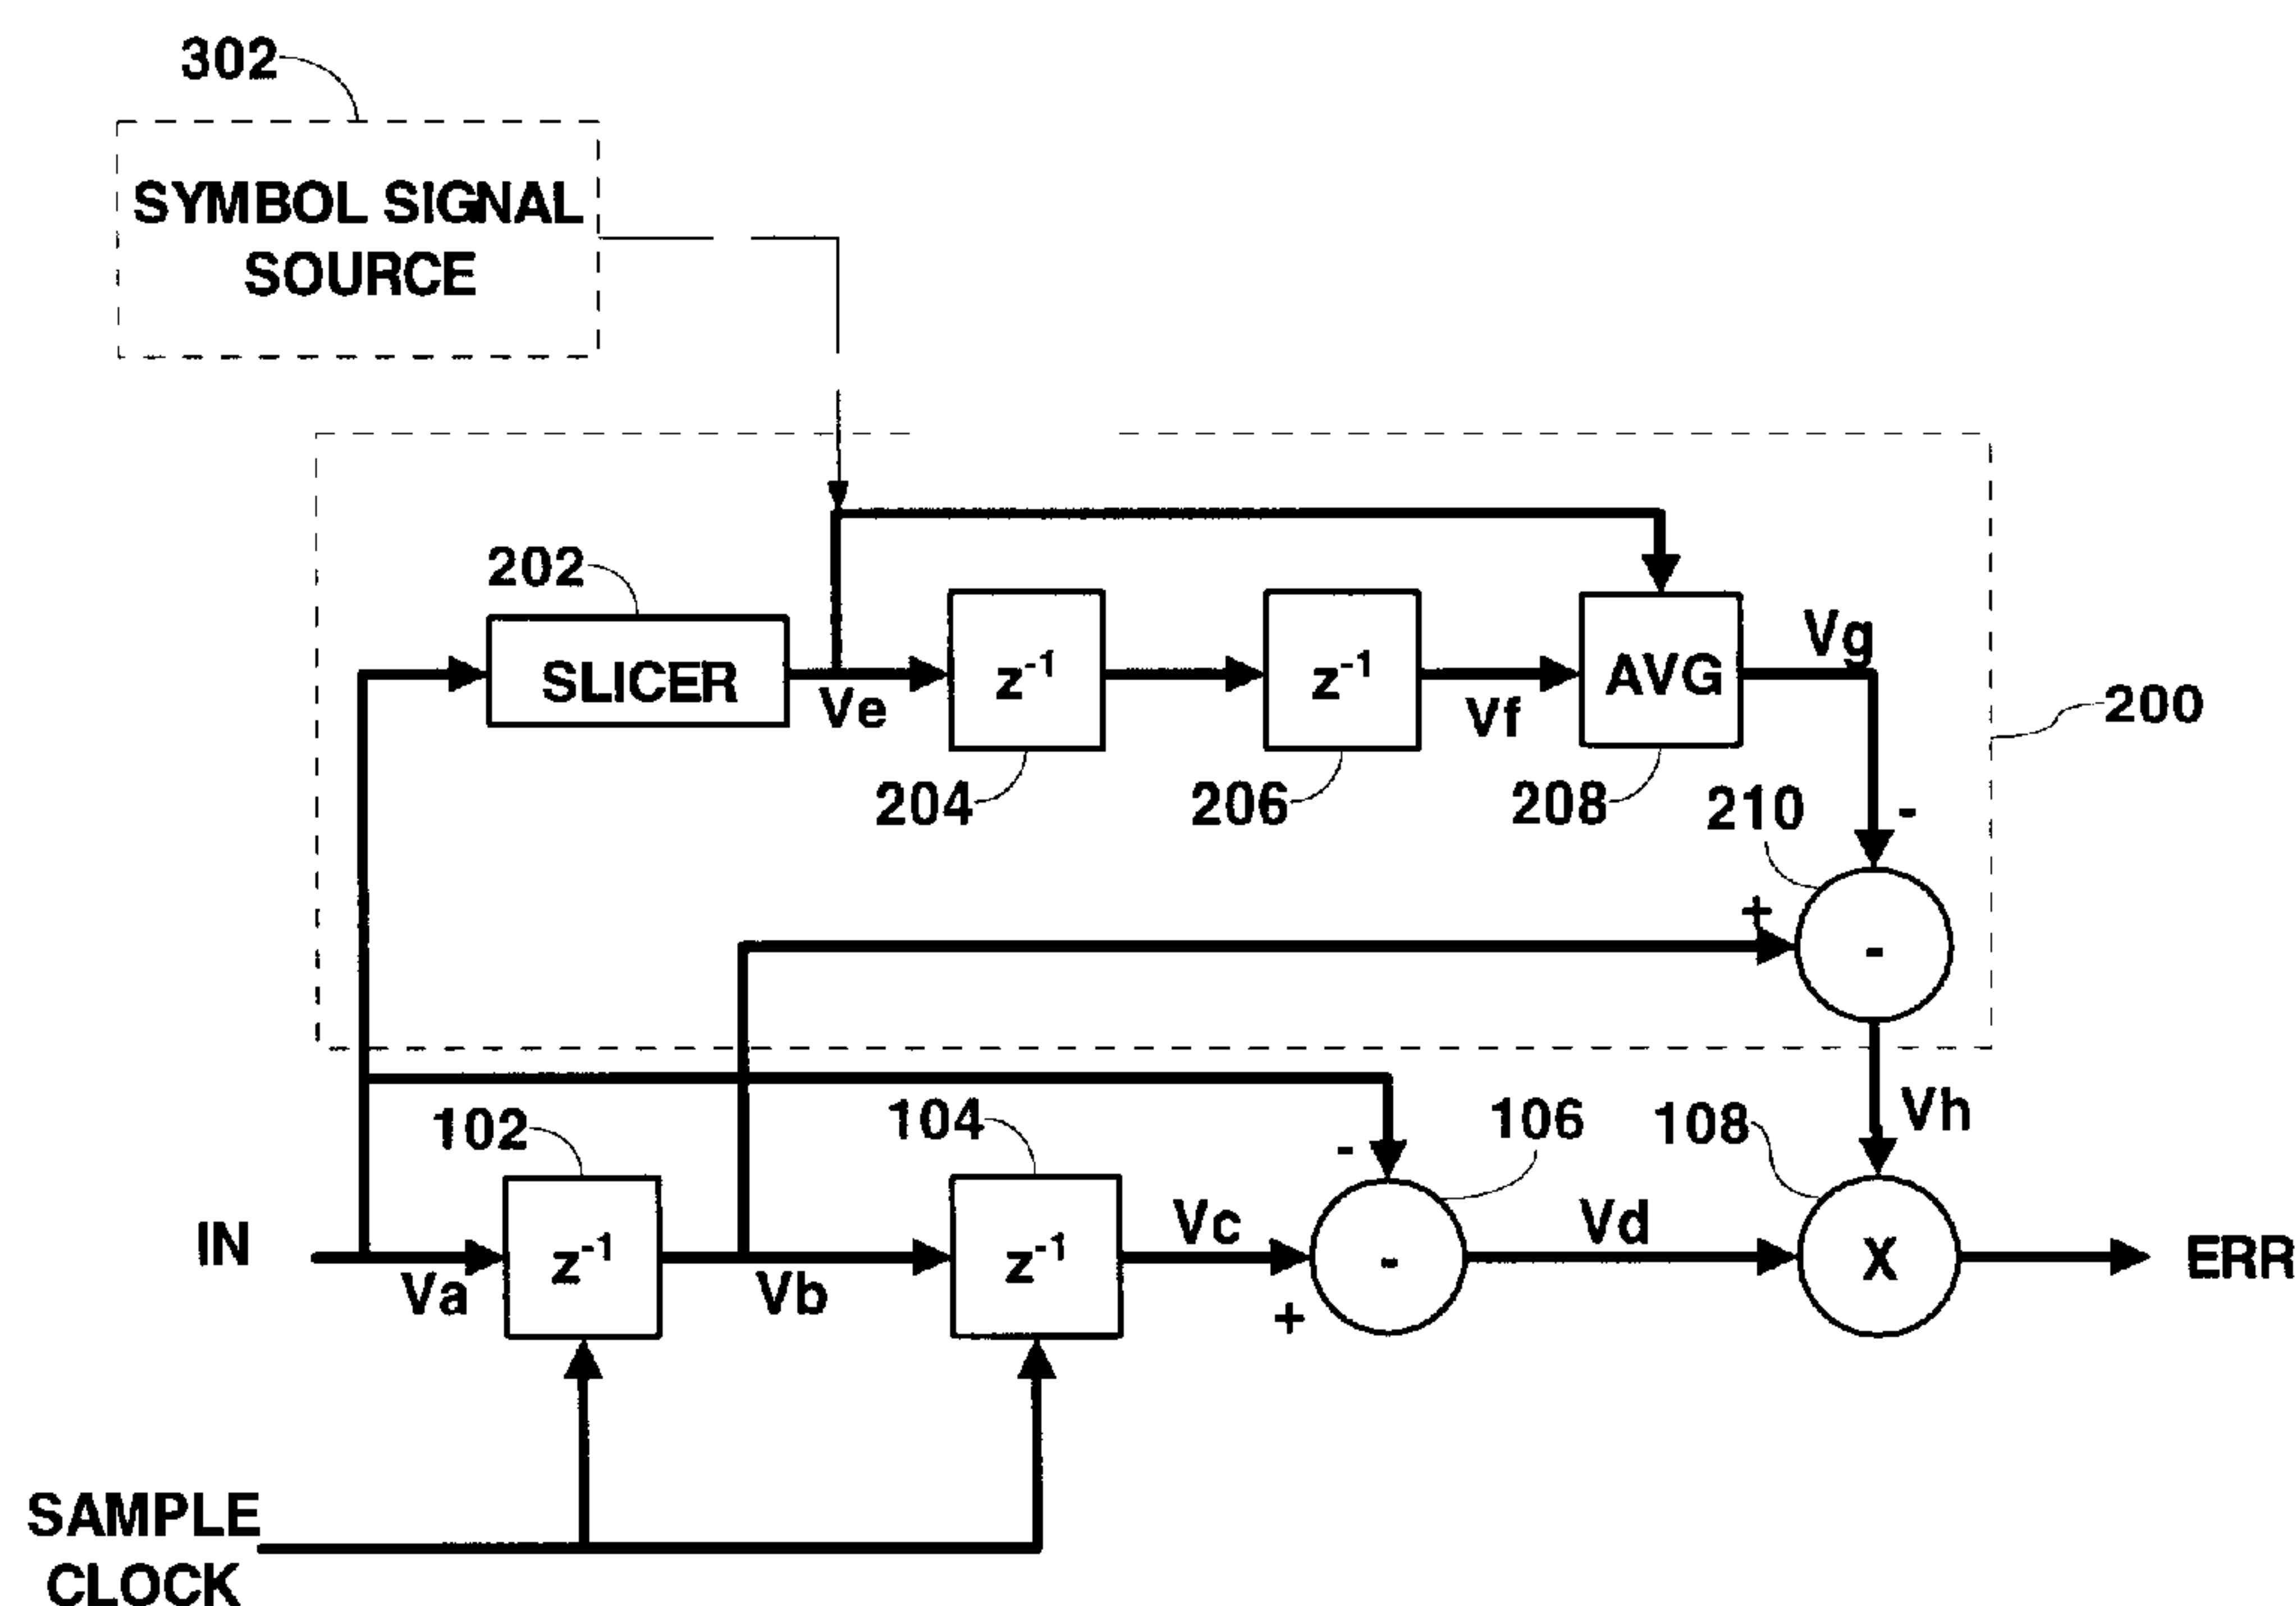 302
SYMBOL SIGNAL
SOURCE
202
SLICER
Ve
z-1
204
z-1
206
Vf
AVG
208
Vg
200
210
-
+
-
Vh
IN
Va
102
z-1
Vb
104
z-1
Vc
-
+
106
-
Vd
108
X
ERR
SAMPLE
CLOCK